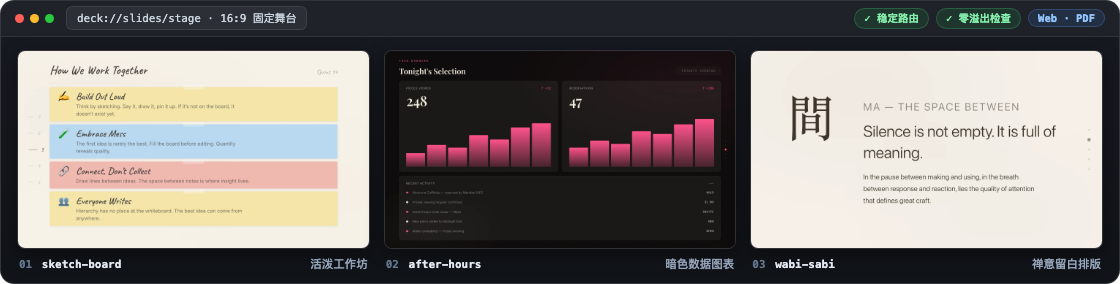 deck://slides/stage · 16:9 固定舞台
✓ 稳定路由
✓ 零溢出检查
Web · PDF
How We Work Together
Build Out Loud
Think by sketching. Say it, draw it, pin it up. If it's not on the board, it
doesn't exist yet.
Embrace Mess
The first idea is rarely the best. Fill the board before editing. Quantity
reveals quality.
Connect, Don't Collect
Draw lines between ideas. The space between notes is where insight lives.
Everyone Writes
Hierarchy has no place at the whiteboard. The best idea can come from
anywhere.
Tonight's Selection
248
47
RECENT ACTIVITY
間
MA — THE SPACE BETWEEN
Silence is not empty. It is full of
meaning.
In the pause between making and using, in the breath
between response and reaction, lies the quality of attention
that defines great craft.
01 sketch-board 活泼工作坊
02 after-hours 暗色数据图表
03 wabi-sabi 禅意留白排版